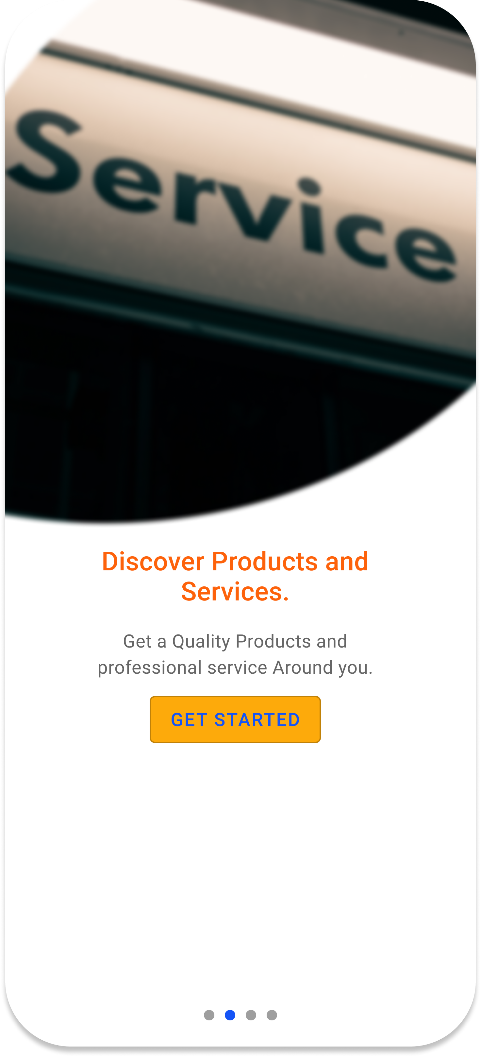 Service
Discover Products and
Services.
Get a Quality Products and
professional service Around you.
GET STARTED